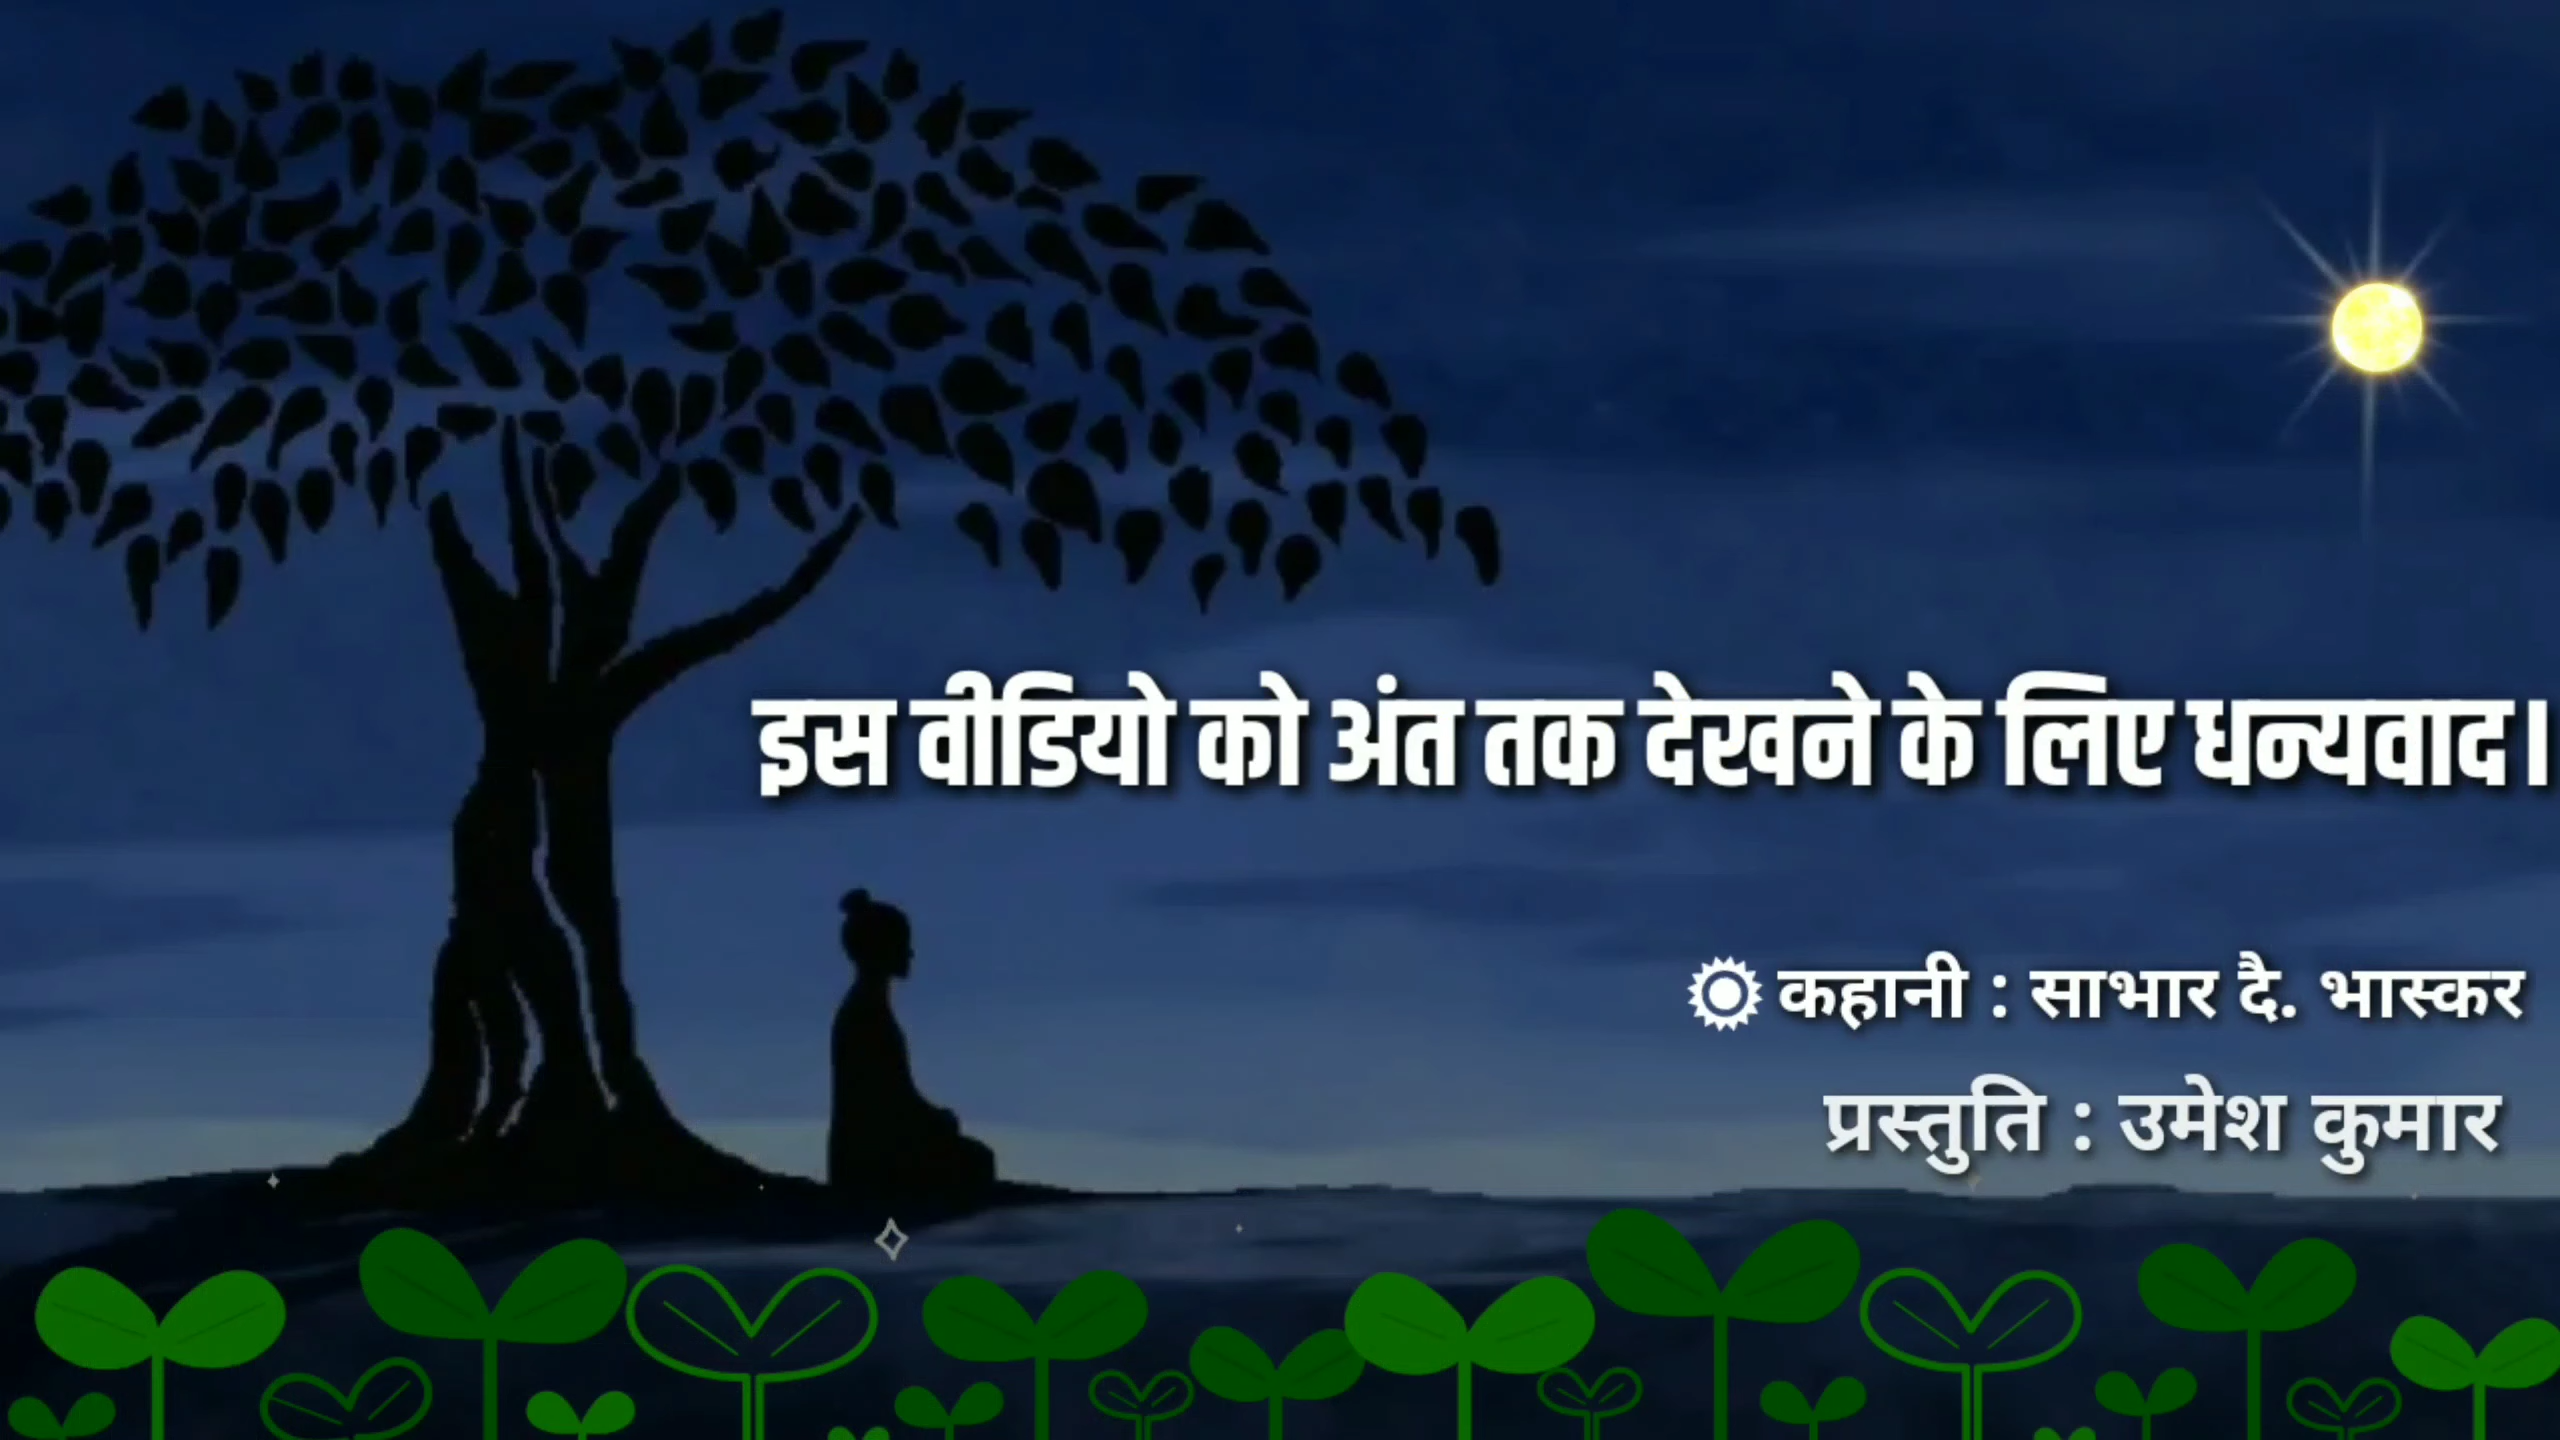 इस वीडियो को अंत तक देखने के लिए धन्यवाद।
कहानी : साभार दै. भास्कर
प्रस्तुति : उमेश कुमार